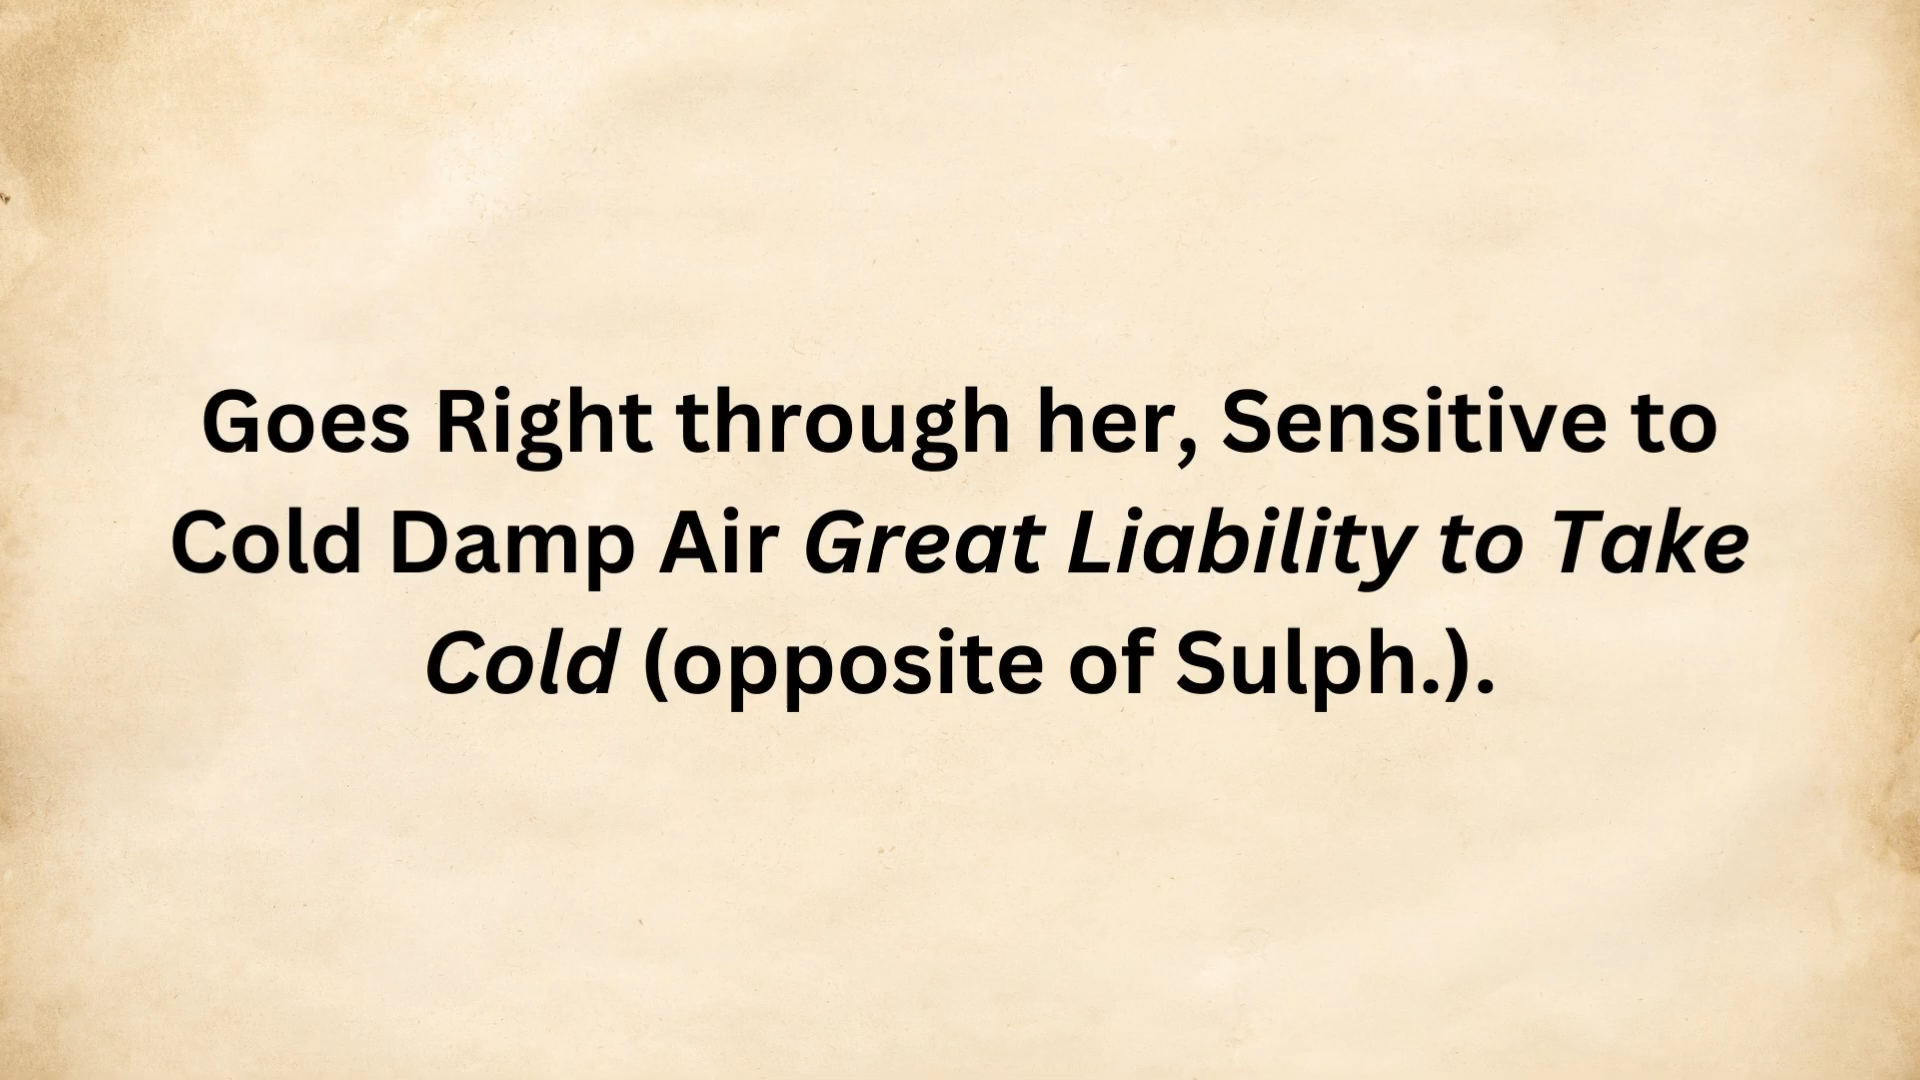 Goes Right through her, Sensitive to
Cold Damp Air Great Liability to Take
Cold (opposite of Sulph.).